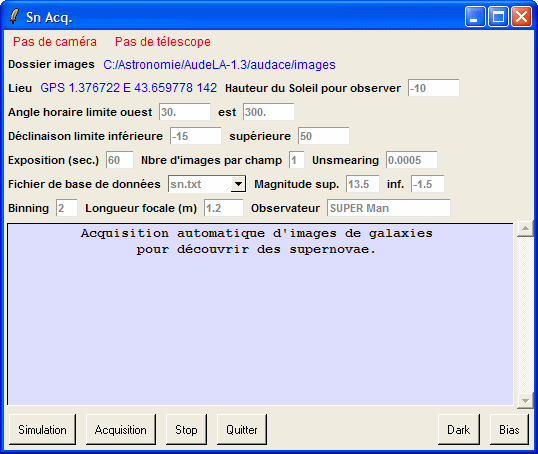 Sn Acq.
Pas de caméra Pas de télescope
Dossier images C:/Astronomie/AudeLA-1.3/audace/images
Lieu GPS 1.376722 E 43.659778 142 Hauteur du Soleil pour observer -10
Angle horaire limite ouest 30. est 300.
Déclinaison limite inférieure -15 supérieure 50
Exposition (sec.) 60 Nbre d'images par champ 1 Unsmearing 0.0005
Fichier de base de données sn.txt Magnitude sup. 13.5 inf. -1.5
Binning 2 Longueur focale (m) 1.2 Observateur SUPER Man
Acquisition automatique d'images de galaxies
pour découvrir des supernovae.
Simulation Acquisition Stop Quitter Dark Bias